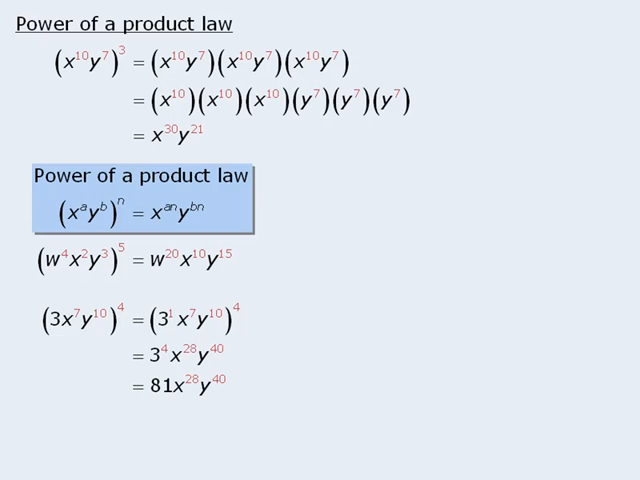 Power of a product law
(x¹⁰y⁷)³ = (x¹⁰y⁷)(x¹⁰y⁷)(x¹⁰y⁷)
= (x¹⁰)(x¹⁰)(x¹⁰)(y⁷)(y⁷)(y⁷)
= x³⁰y²¹
Power of a product law
(xᵃyᵇ)ⁿ = xᵃⁿyᵇⁿ
(w⁴x²y³)⁵ = w²⁰x¹⁰y¹⁵
(3x⁷y¹⁰)⁴ = (3¹x⁷y¹⁰)⁴
= 3⁴x²⁸y⁴⁰
= 81x²⁸y⁴⁰